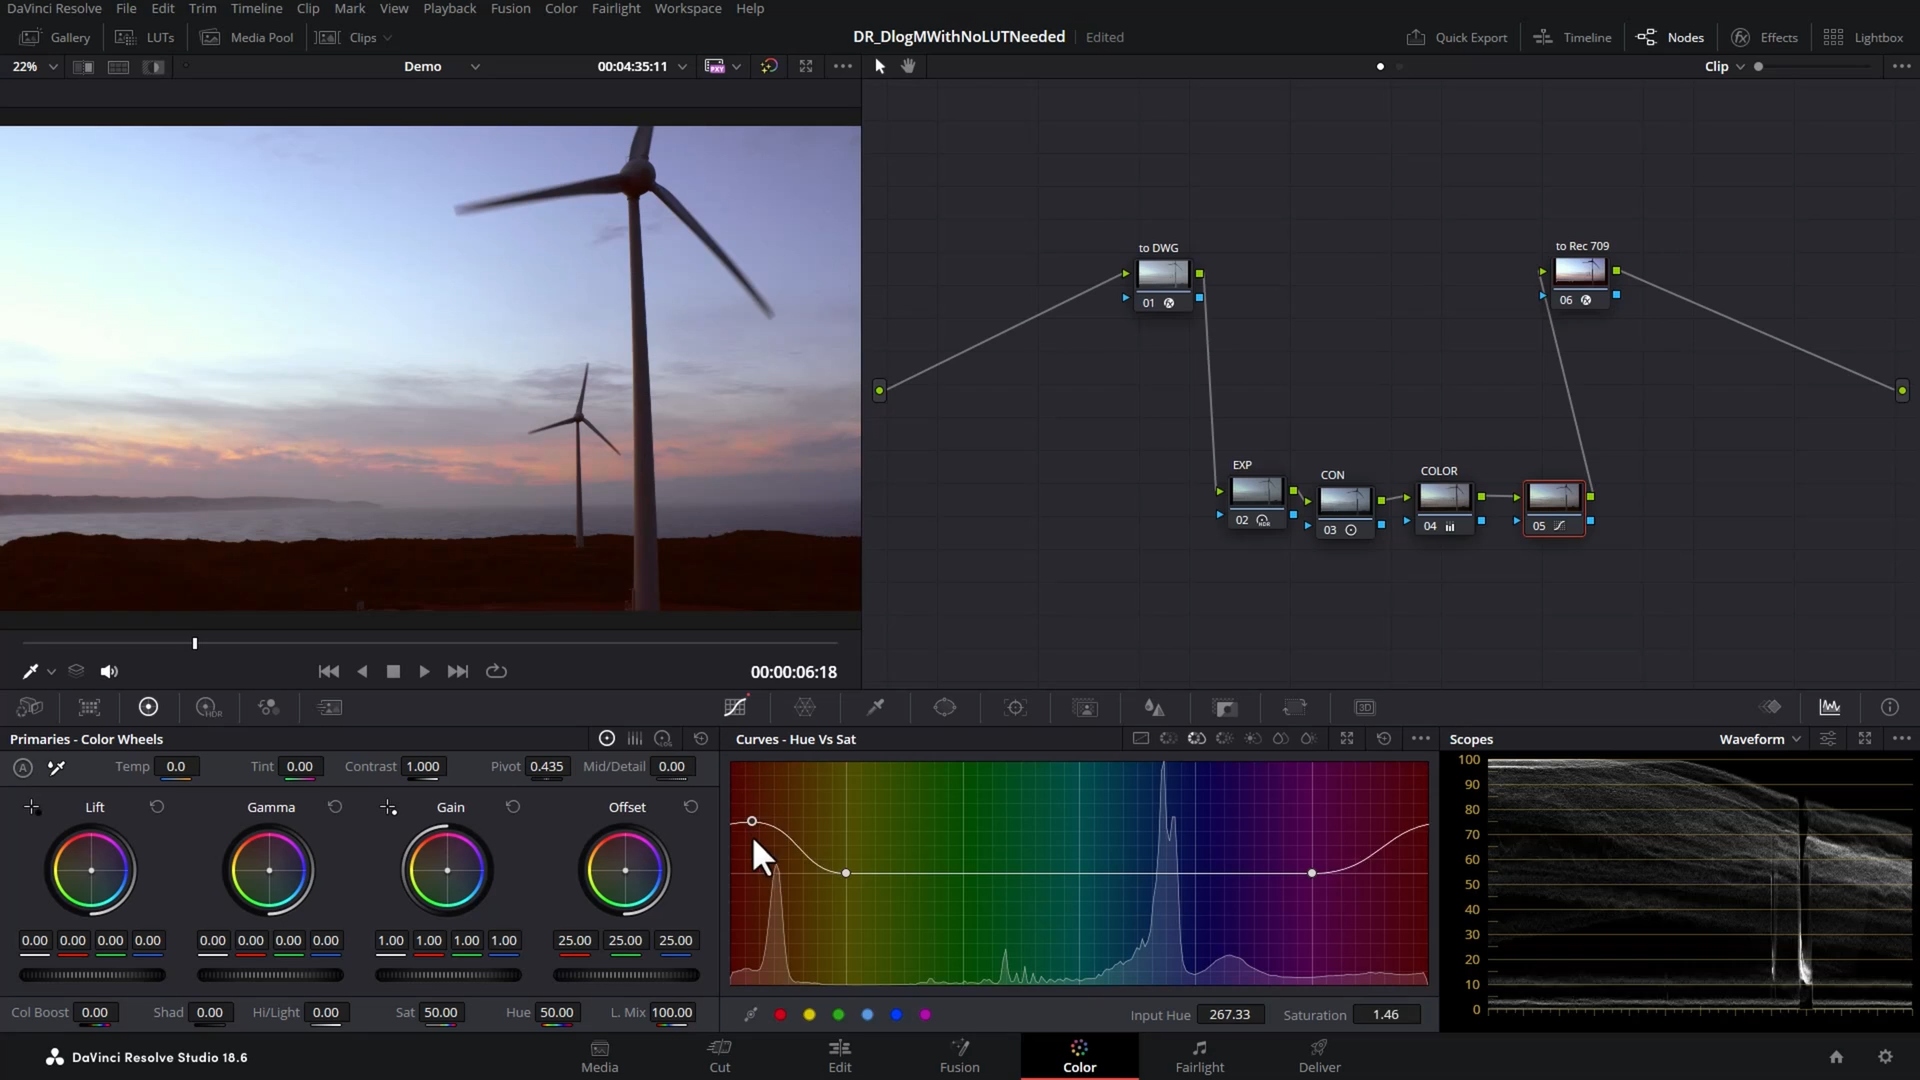 DaVinci Resolve File Edit Trim Timeline Clip Mark View Playback Fusion Color Fairlight Workspace Help
Gallery LUTs Media Pool Clips DR_DlogMWithNoLUTNeeded Edited Quick Export Timeline Nodes Effects Lightbox
22% Demo 00:04:35:11 PXY Clip
to DWG
01
to Rec 709
06
EXP
02 HDR
CON
03
COLOR
04
05
00:00:06:18
HDR 3D
Primaries - Color Wheels Curves - Hue Vs Sat Scopes Waveform
A Temp 0.0 Tint 0.00 Contrast 1.000 Pivot 0.435 Mid/Detail 0.00
Lift Gamma Gain Offset
0.00 0.00 0.00 0.00 0.00 0.00 0.00 0.00 1.00 1.00 1.00 1.00 25.00 25.00 25.00
Col Boost 0.00 Shad 0.00 Hi/Light 0.00 Sat 50.00 Hue 50.00 L. Mix 100.00
Input Hue 267.33 Saturation 1.46
100
90
80
70
60
50
40
30
20
10
0
DaVinci Resolve Studio 18.6
Media Cut Edit Fusion Color Fairlight Deliver